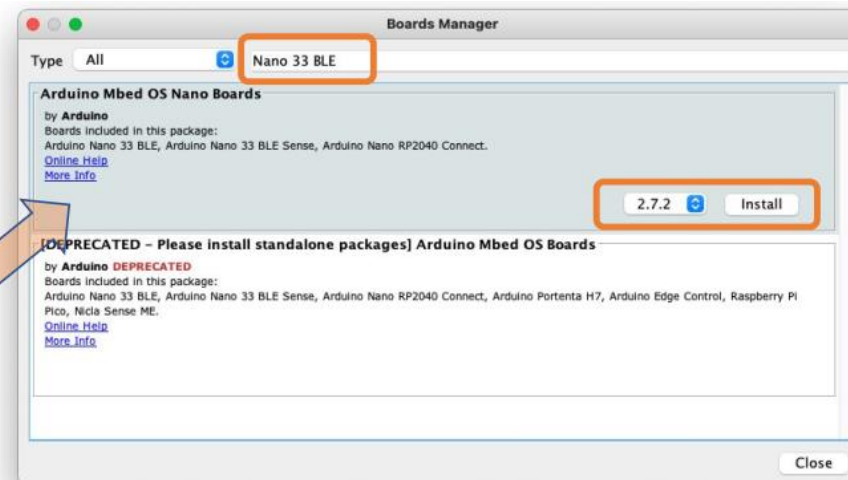 Boards Manager
Type All Nano 33 BLE
Arduino Mbed OS Nano Boards
by Arduino
Boards included in this package:
Arduino Nano 33 BLE, Arduino Nano 33 BLE Sense, Arduino Nano RP2040 Connect.
Online Help
More Info
2.7.2 Install
[DEPRECATED – Please install standalone packages] Arduino Mbed OS Boards
by Arduino DEPRECATED
Boards included in this package:
Arduino Nano 33 BLE, Arduino Nano 33 BLE Sense, Arduino Nano RP2040 Connect, Arduino Portenta H7, Arduino Edge Control, Raspberry Pi
Pico, Nicla Sense ME.
Online Help
More Info
Close